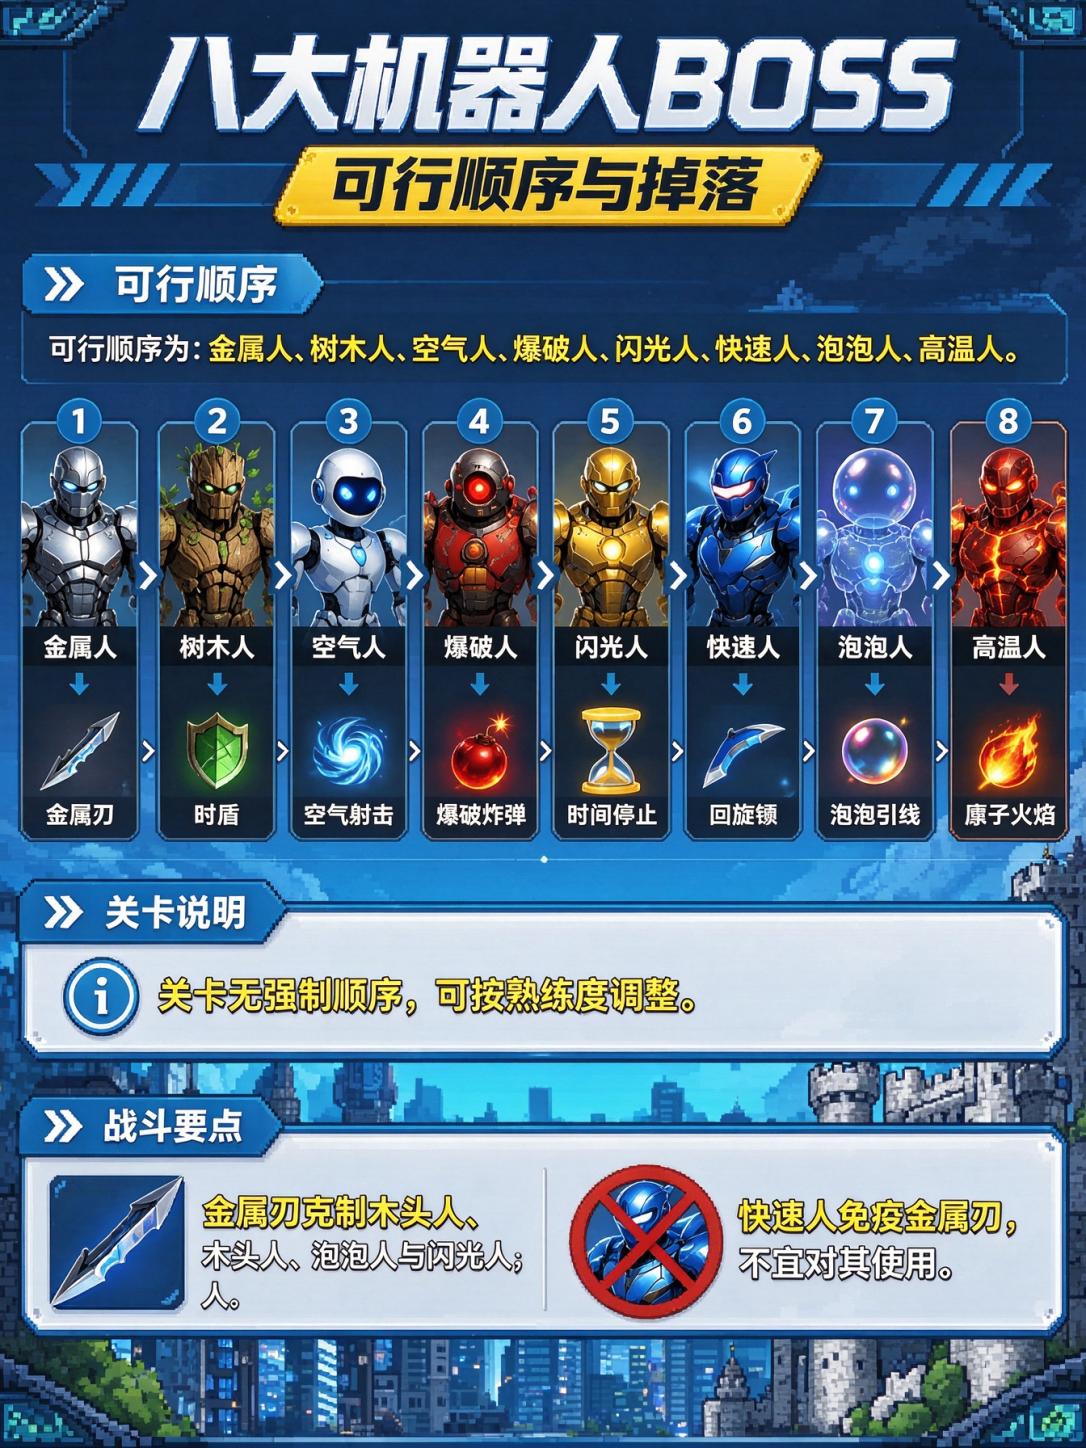 八大机器人BOSS
可行顺序与掉落
可行顺序
可行顺序为：金属人、树木人、空气人、爆破人、闪光人、快速人、泡泡人、高温人。
1 2 3 4 5 6 7 8
金属人 树木人 空气人 爆破人 闪光人 快速人 泡泡人 高温人
金属刃 时盾 空气射击 爆破炸弹 时间停止 回旋锁 泡泡引线 子火焰
关卡说明
关卡无强制顺序，可按熟练度调整。
战斗要点
金属刃克制木头人、
木头人、泡泡人与闪光人；
人。
快速人免疫金属刃，
不宜对其使用。